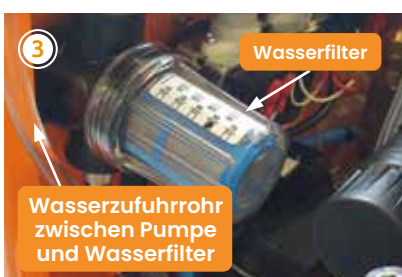 3
Wasserfilter
Wasserzufuhrrohr
zwischen Pumpe
und Wasserfilter